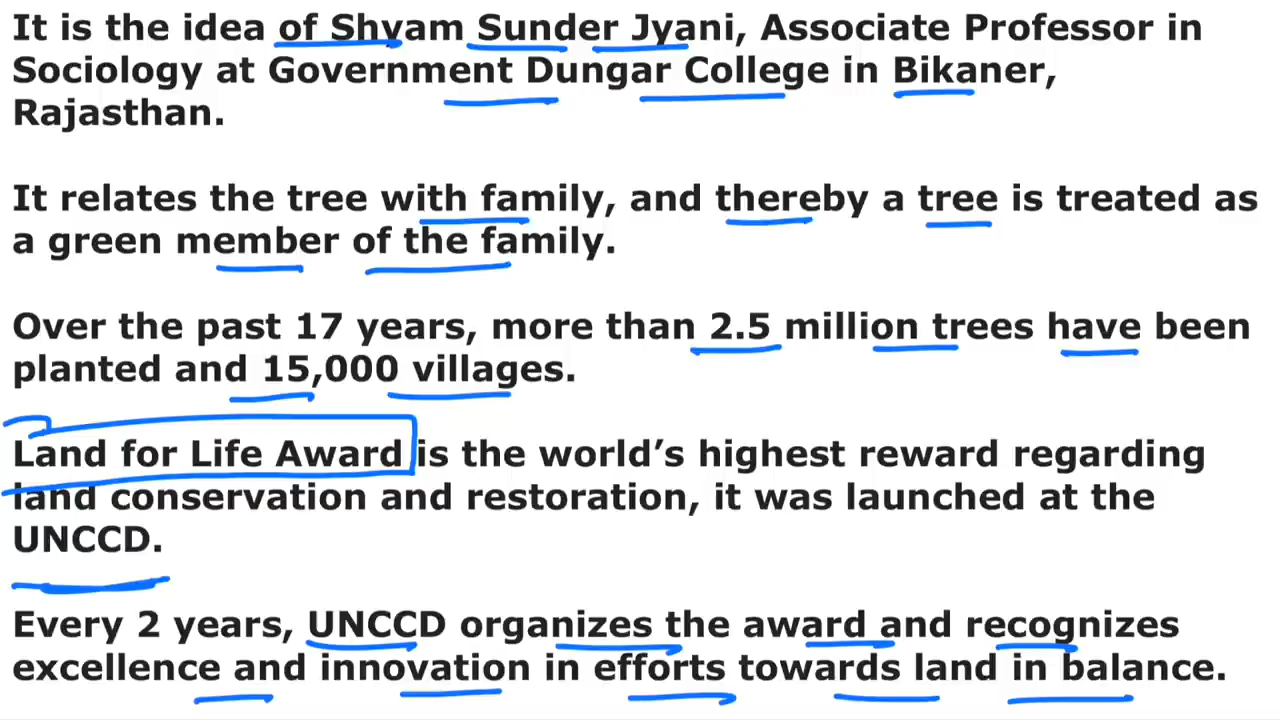 It is the idea of Shyam Sunder Jyani, Associate Professor in
Sociology at Government Dungar College in Bikaner,
Rajasthan.
It relates the tree with family, and thereby a tree is treated as
a green member of the family.
Over the past 17 years, more than 2.5 million trees have been
planted and 15,000 villages.
Land for Life Award is the world’s highest reward regarding
land conservation and restoration, it was launched at the
UNCCD.
Every 2 years, UNCCD organizes the award and recognizes
excellence and innovation in efforts towards land in balance.